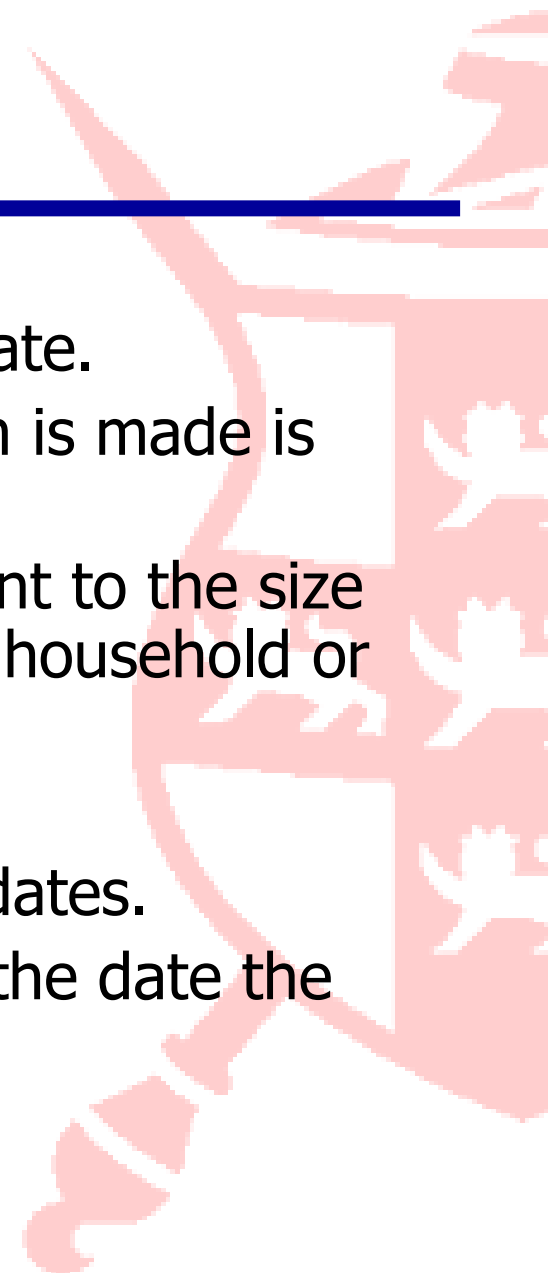 ate.
n is made is
nt to the size
household or
dates.
the date the